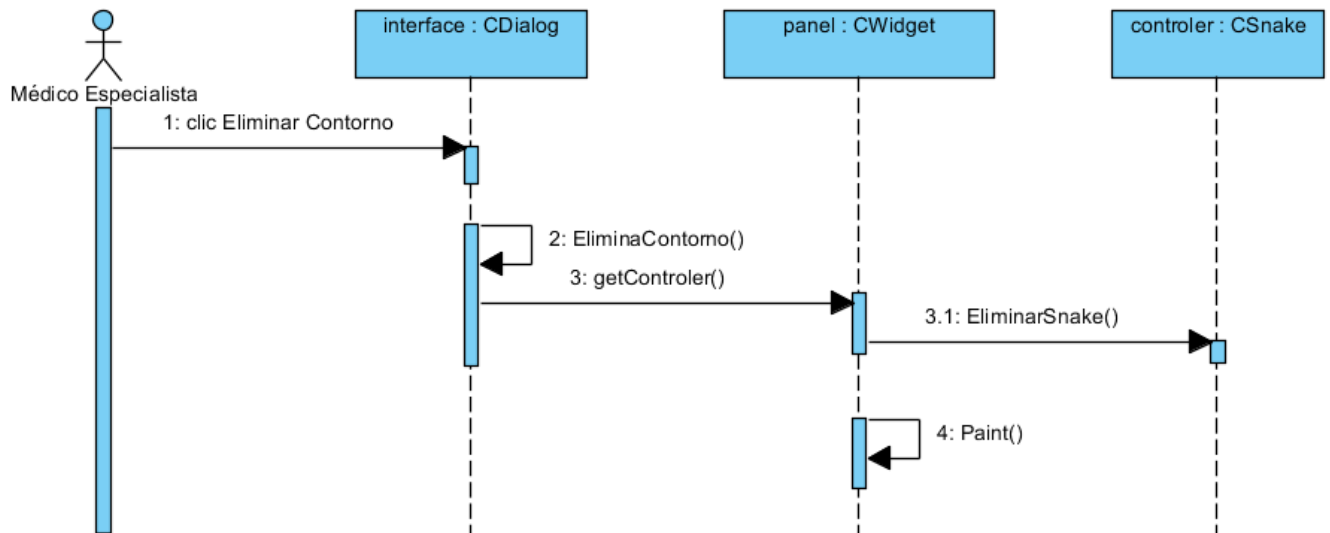 interface : CDialog
panel : CWidget
controler : CSnake
Médico Especialista
1: clic Eliminar Contorno
2: EliminaContorno()
3: getControler()
3.1: EliminarSnake()
4: Paint()